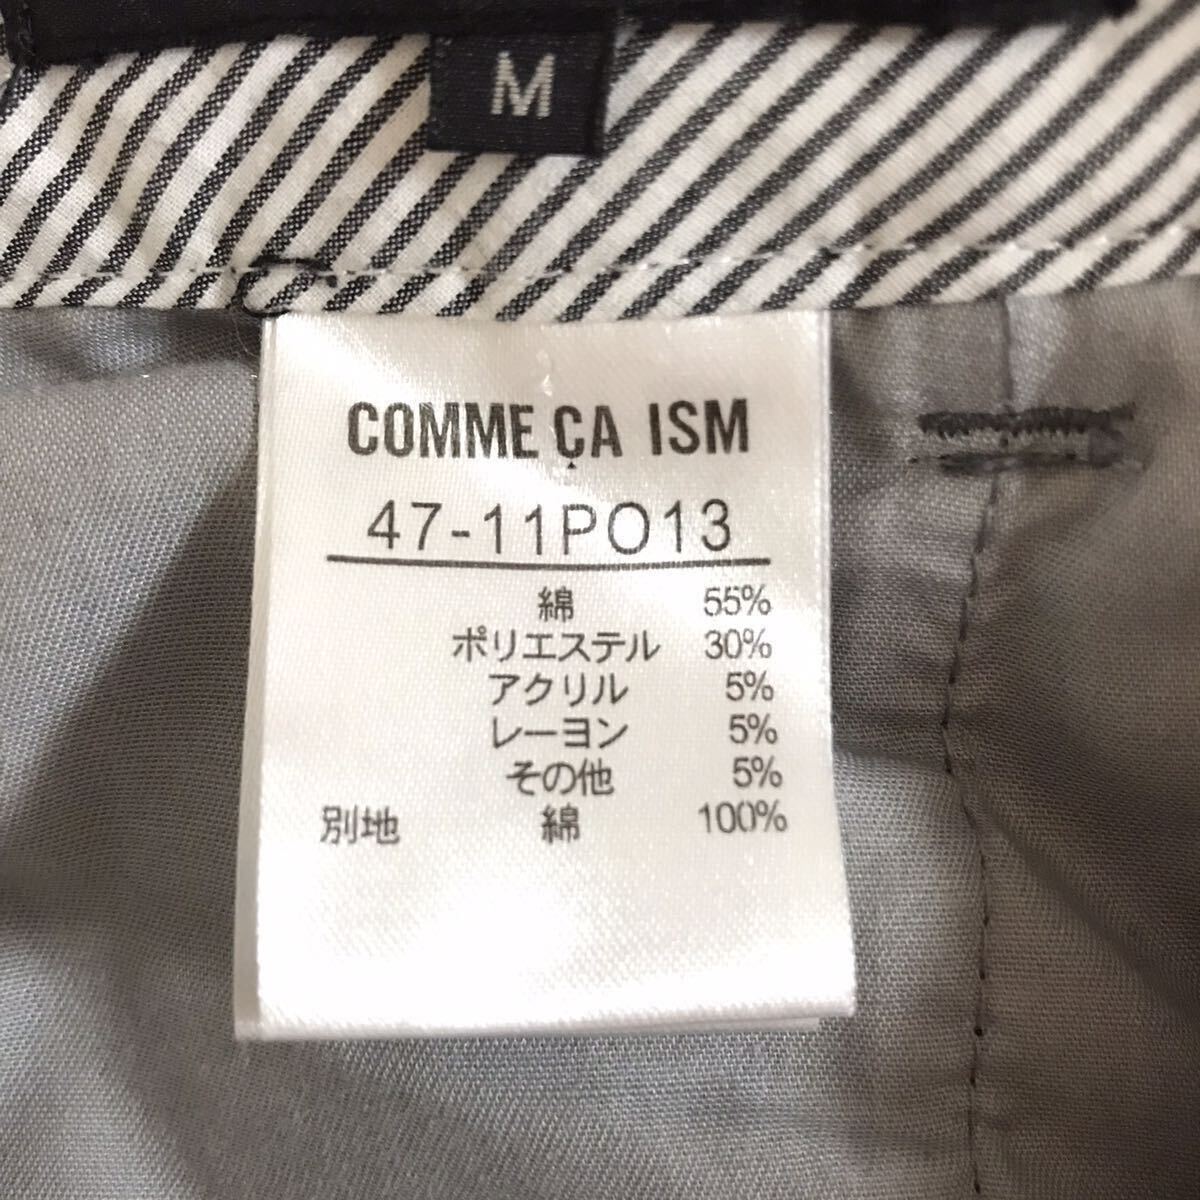 M
COMME ÇA ISM
47-11PO13
綿 55%
ポリエステル 30%
アクリル 5%
レーヨン 5%
その他 5%
別地 綿 100%